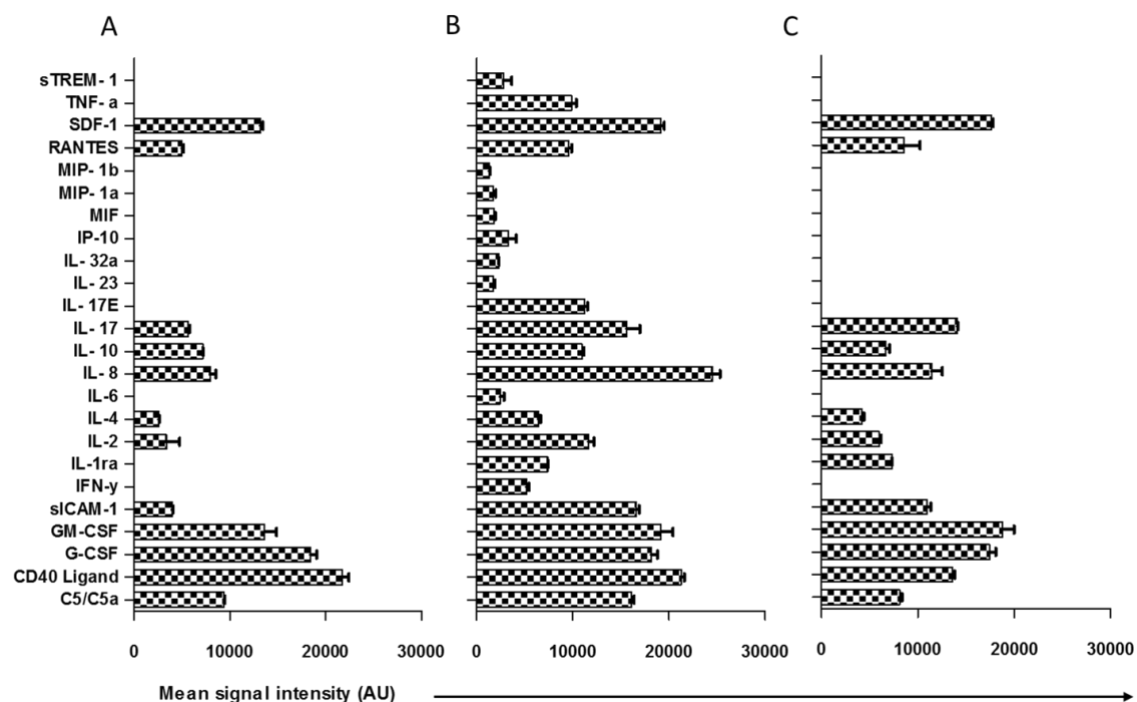 A B C
sTREM- 1
TNF- a
SDF-1
RANTES
MIP- 1b
MIP- 1a
MIF
IP-10
IL- 32a
IL- 23
IL- 17E
IL- 17
IL- 10
IL- 8
IL-6
IL-4
IL-2
IL-1ra
IFN-y
sICAM-1
GM-CSF
G-CSF
CD40 Ligand
C5/C5a
0 10000 20000 30000 0 10000 20000 30000 0 10000 20000 30000
Mean signal intensity (AU)